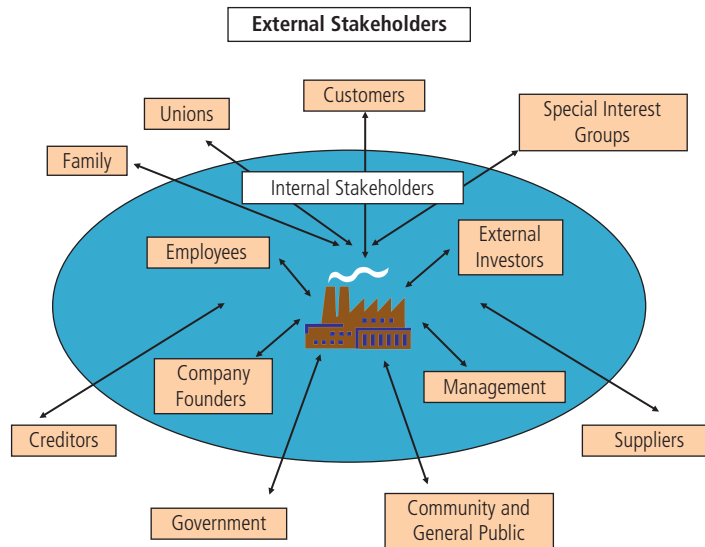 External Stakeholders
Customers
Unions
Special Interest
Groups
Family
Internal Stakeholders
Employees
External
Investors
Company
Founders
Management
Creditors
Suppliers
Government
Community and
General Public